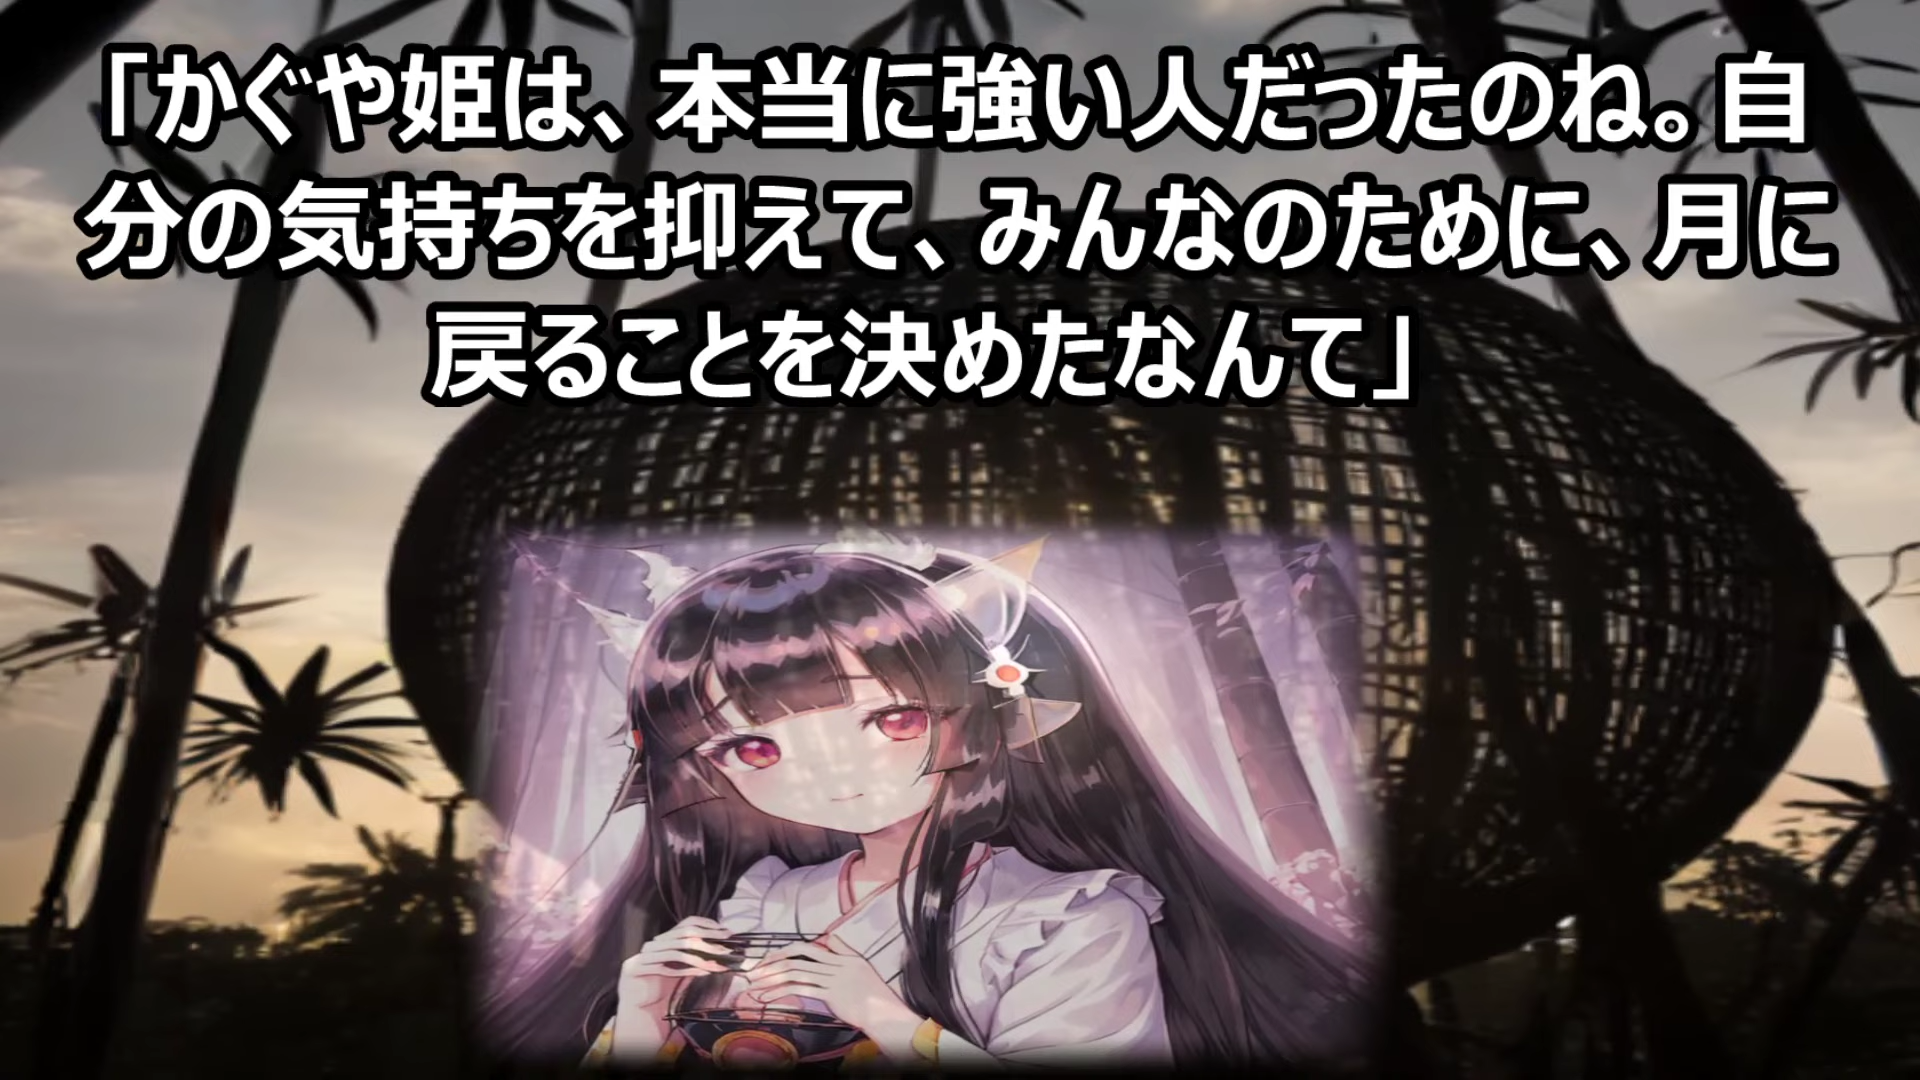 「かぐや姫は、本当に強い人だったのね。自
分の気持ちを抑えて、みんなのために、月に
戻ることを決めたなんて」